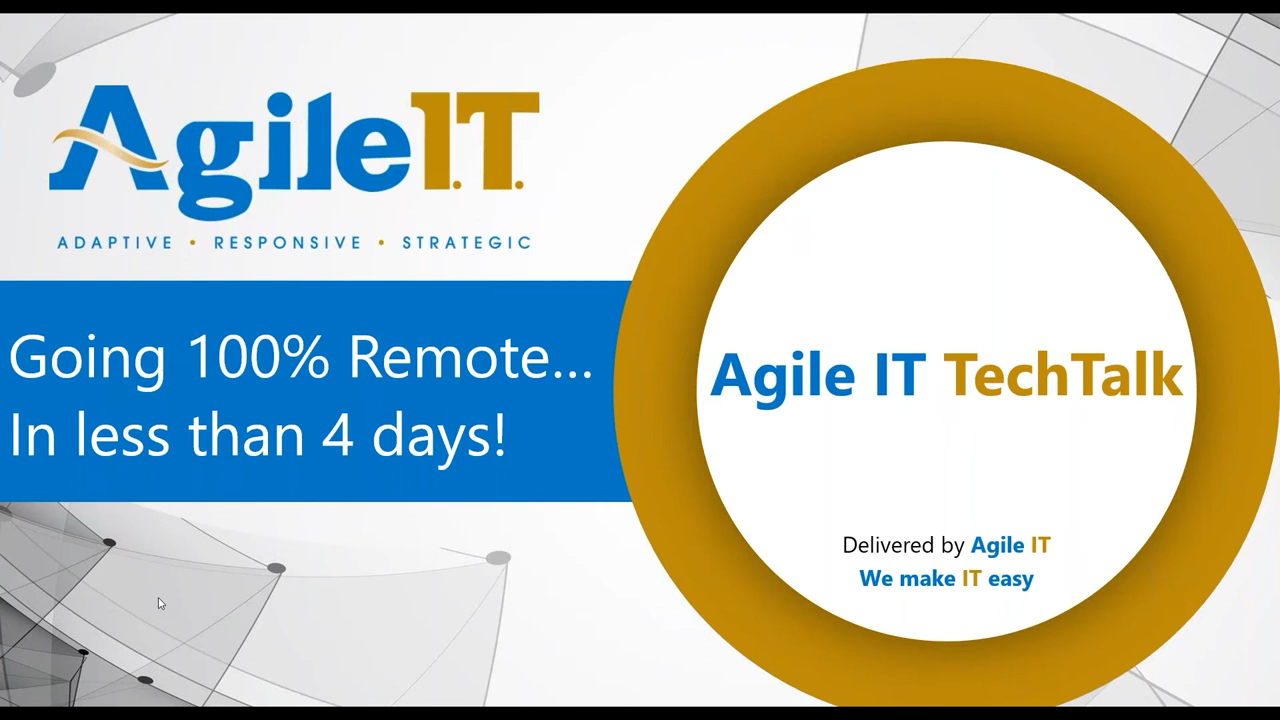 AgileI.T.
ADAPTIVE • RESPONSIVE • STRATEGIC
Going 100% Remote...
In less than 4 days!
Agile IT TechTalk
Delivered by Agile IT
We make IT easy